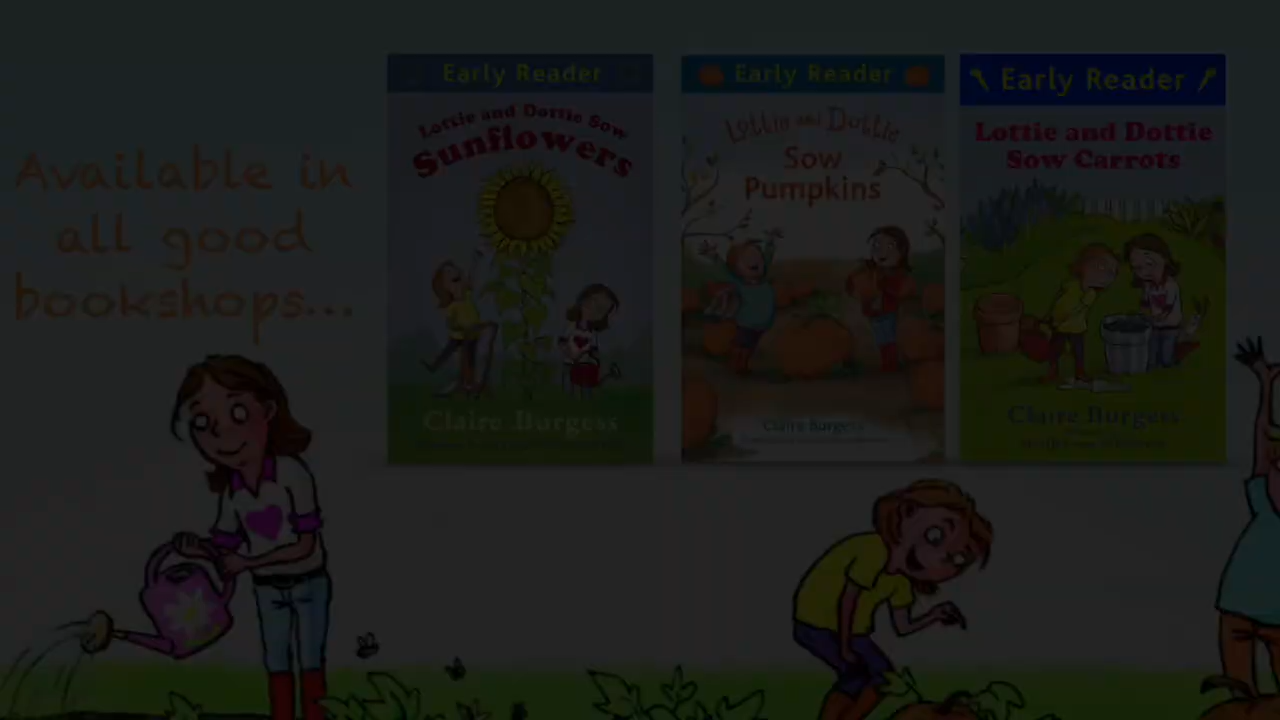 Available in
all good
bookshops...
Early Reader
Lottie and Dottie Sow
Sunflowers
Claire Burgess
Early Reader
Lottie and Dottie
Sow
Pumpkins
Claire Burgess
Early Reader
Lottie and Dottie
Sow Carrots
Claire Burgess